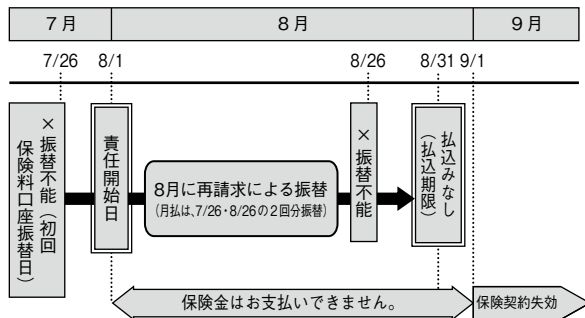 7月
8月
9月
7/26
8/1
8/26
8/31
9/1
×振替不能（初回
保険料口座振替日）
責任開始日
8月に再請求による振替
（月払は、7/26・8/26の2回分振替）
×振替不能
払込みなし
（払込期限）
保険金はお支払いできません。
保険契約失効